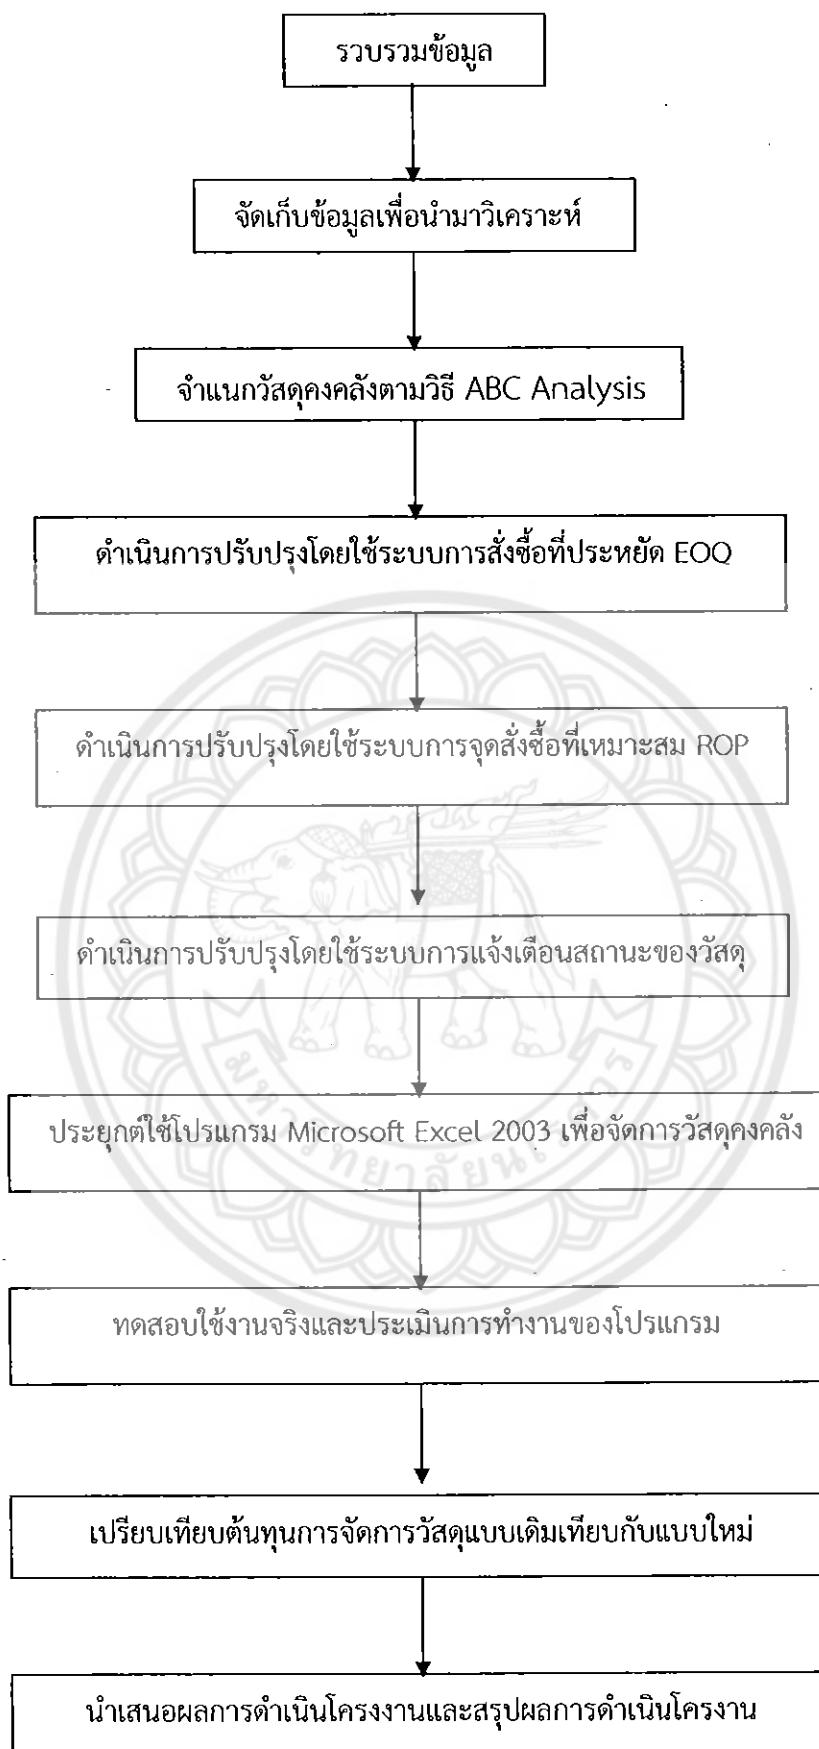 รวบรวมข้อมูล
จัดเก็บข้อมูลเพื่อนำมาวิเคราะห์
จำแนกวัสดุคงคลังตามวิธี ABC Analysis
ดำเนินการปรับปรุงโดยใช้ระบบการสั่งซื้อที่ประหยัด EOQ
ดำเนินการปรับปรุงโดยใช้ระบบการจุดสั่งซื้อที่เหมาะสม ROP
ดำเนินการปรับปรุงโดยใช้ระบบการแจ้งเตือนสถานะของวัสดุ
ประยุกต์ใช้โปรแกรม Microsoft Excel 2003 เพื่อจัดการวัสดุคงคลัง
ทดสอบใช้งานจริงและประเมินการทำงานของโปรแกรม
เปรียบเทียบต้นทุนการจัดการวัสดุแบบเดิมเทียบกับแบบใหม่
นำเสนอผลการดำเนินโครงงานและสรุปผลการดำเนินโครงาน